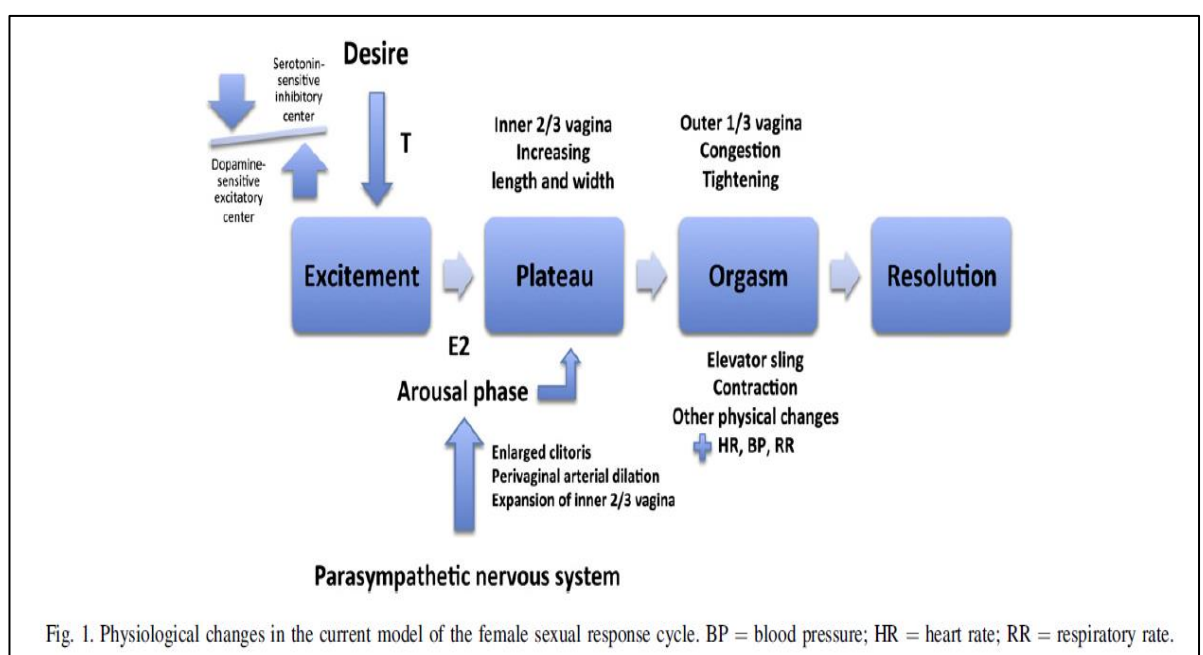 Serotonin-
sensitive
inhibitory
center
Desire
T
Dopamine-
sensitive
excitatory
center
Inner 2/3 vagina
Increasing
length and width
Outer 1/3 vagina
Congestion
Tightening
Excitement
Plateau
Orgasm
Resolution
E2
Arousal phase
Elevator sling
Contraction
Other physical changes
HR, BP, RR
Enlarged clitoris
Perivaginal arterial dilation
Expansion of inner 2/3 vagina
Parasympathetic nervous system
Fig. 1. Physiological changes in the current model of the female sexual response cycle. BP = blood pressure; HR = heart rate; RR = respiratory rate.